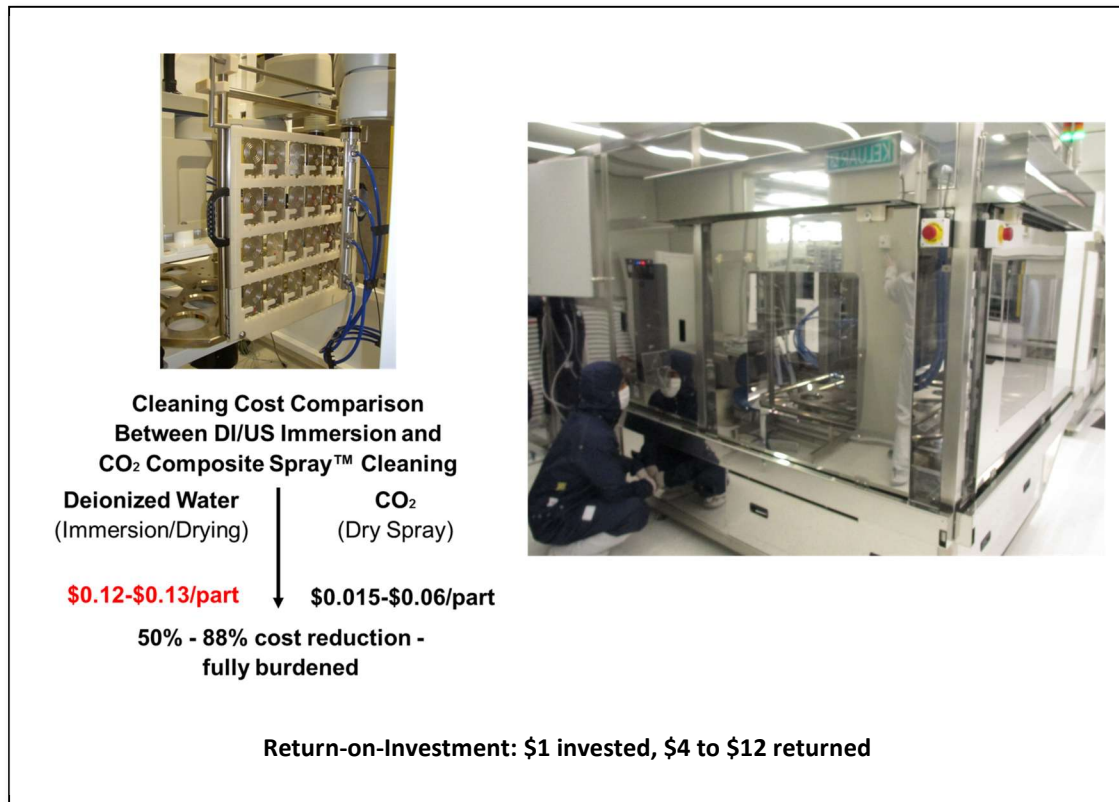 KELUAR
Cleaning Cost Comparison
Between DI/US Immersion and
CO₂ Composite Spray™ Cleaning
Deionized Water
(Immersion/Drying)
CO₂
(Dry Spray)
$0.12-$0.13/part
$0.015-$0.06/part
50% - 88% cost reduction -
fully burdened
Return-on-Investment: $1 invested, $4 to $12 returned